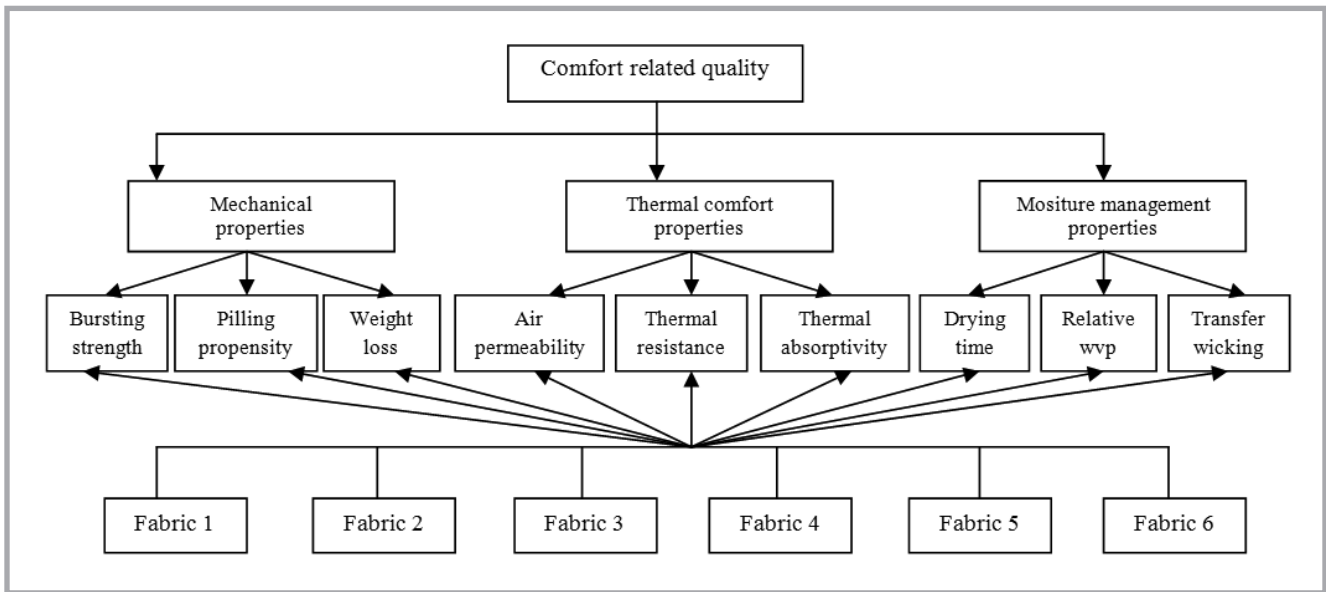 Comfort related quality
Mechanical
properties
Thermal comfort
properties
Mositure management
properties
Bursting
strength
Pilling
propensity
Weight
loss
Air
permeability
Thermal
resistance
Thermal
absorptivity
Drying
time
Relative
wvp
Transfer
wicking
Fabric 1
Fabric 2
Fabric 3
Fabric 4
Fabric 5
Fabric 6